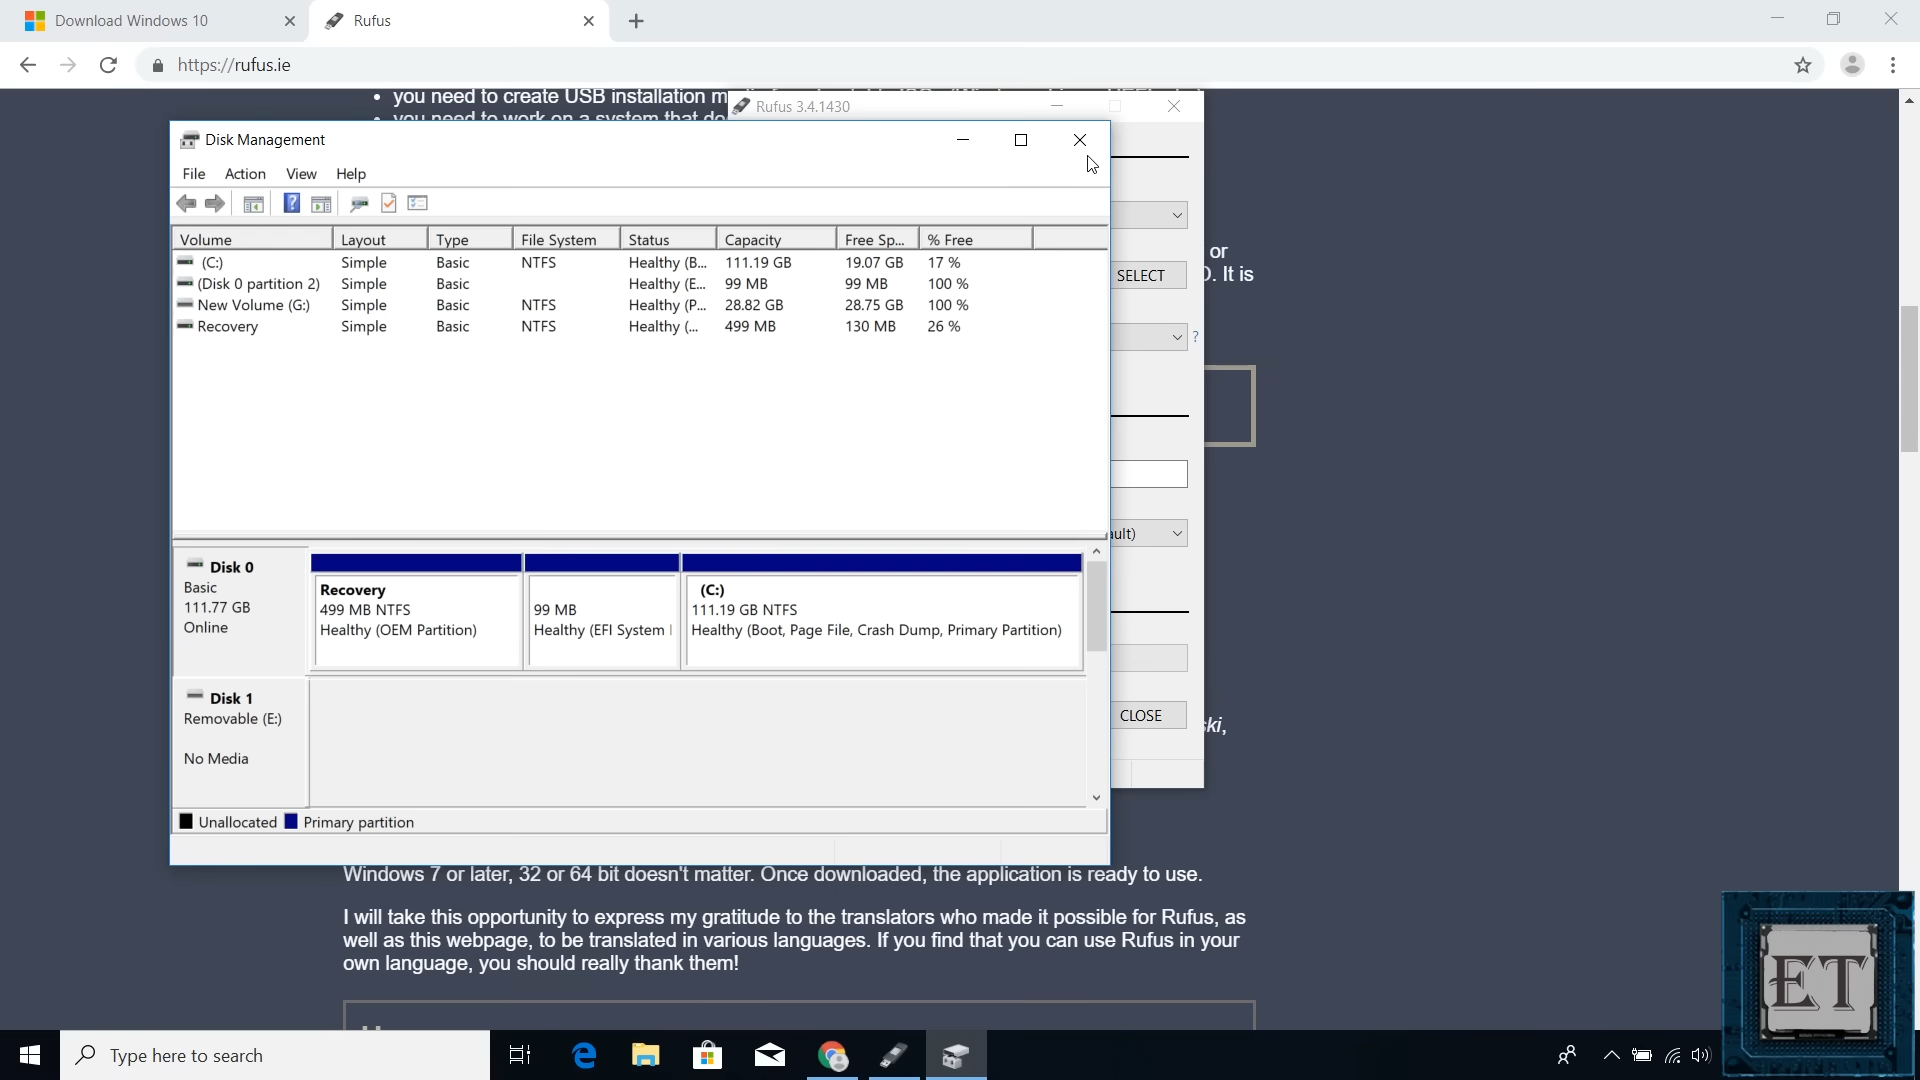 Download Windows 10
Rufus
https://rufus.ie
you need to create USB installation
Rufus 3.4.1430
you need to work on a system that
Disk Management
File Action View Help
Volume Layout Type File System Status Capacity Free Sp... % Free
(C:) Simple Basic NTFS Healthy (B... 111.19 GB 19.07 GB 17 %
(Disk 0 partition 2) Simple Basic Healthy (E... 99 MB 99 MB 100 %
New Volume (G:) Simple Basic NTFS Healthy (P... 28.82 GB 28.75 GB 100 %
Recovery Simple Basic NTFS Healthy (... 499 MB 130 MB 26 %
or
SELECT
It is
?
ault)
Disk 0
Basic
111.77 GB
Online
Recovery
499 MB NTFS
Healthy (OEM Partition)
99 MB
Healthy (EFI System
(C:)
111.19 GB NTFS
Healthy (Boot, Page File, Crash Dump, Primary Partition)
Disk 1
Removable (E:)
No Media
CLOSE
ski,
Unallocated Primary partition
Windows 7 or later, 32 or 64 bit doesn't matter. Once downloaded, the application is ready to use.
I will take this opportunity to express my gratitude to the translators who made it possible for Rufus, as
well as this webpage, to be translated in various languages. If you find that you can use Rufus in your
own language, you should really thank them!
Type here to search
ET